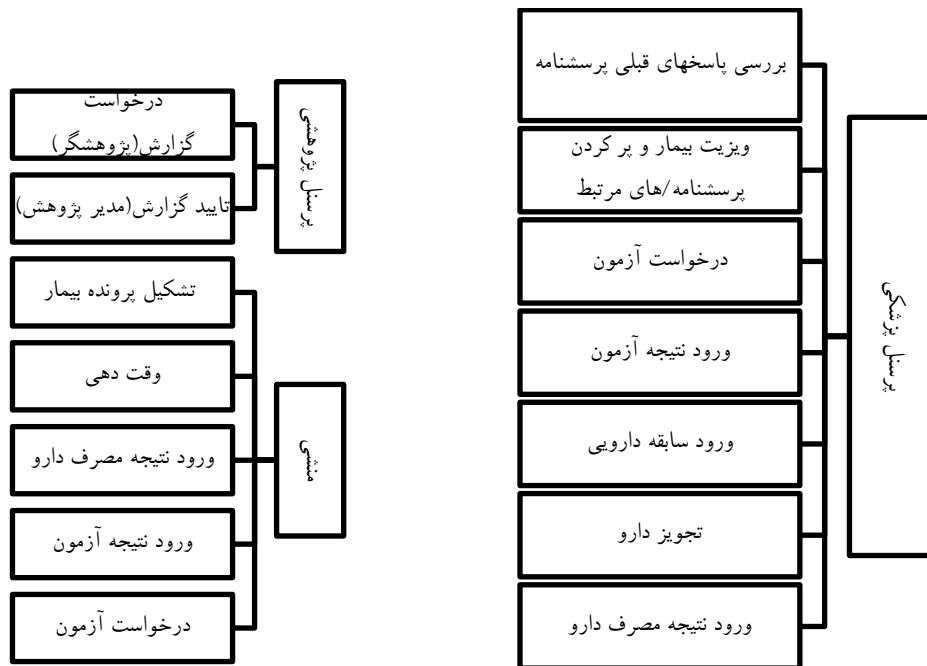 پرسنل پزشکی
بررسی پاسخهای قبلی پرسشنامه
ویزیت بیمار و پر کردن
پرسشنامه/های مرتبط
درخواست آزمون
ورود نتیجه آزمون
ورود سابقه دارویی
تجویز دارو
ورود نتیجه مصرف دارو
پرسنل پژوهشی
درخواست
گزارش(پژوهشگر)
تایید گزارش(مدیر پژوهش)
منشی
تشکیل پرونده بیمار
وقت دهی
ورود نتیجه مصرف دارو
ورود نتیجه آزمون
درخواست آزمون